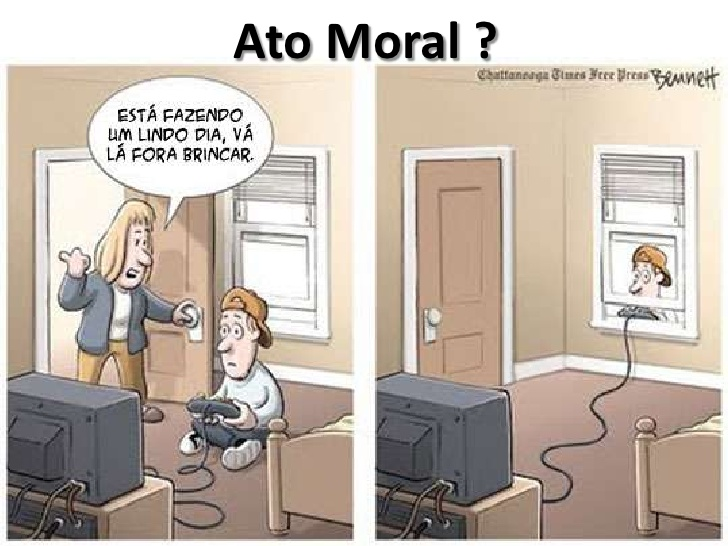 Ato Moral ?
Chattanooga Times Free Press Bennett
ESTÁ FAZENDO
UM LINDO DIA, VÁ
LÁ FORA BRINCAR.